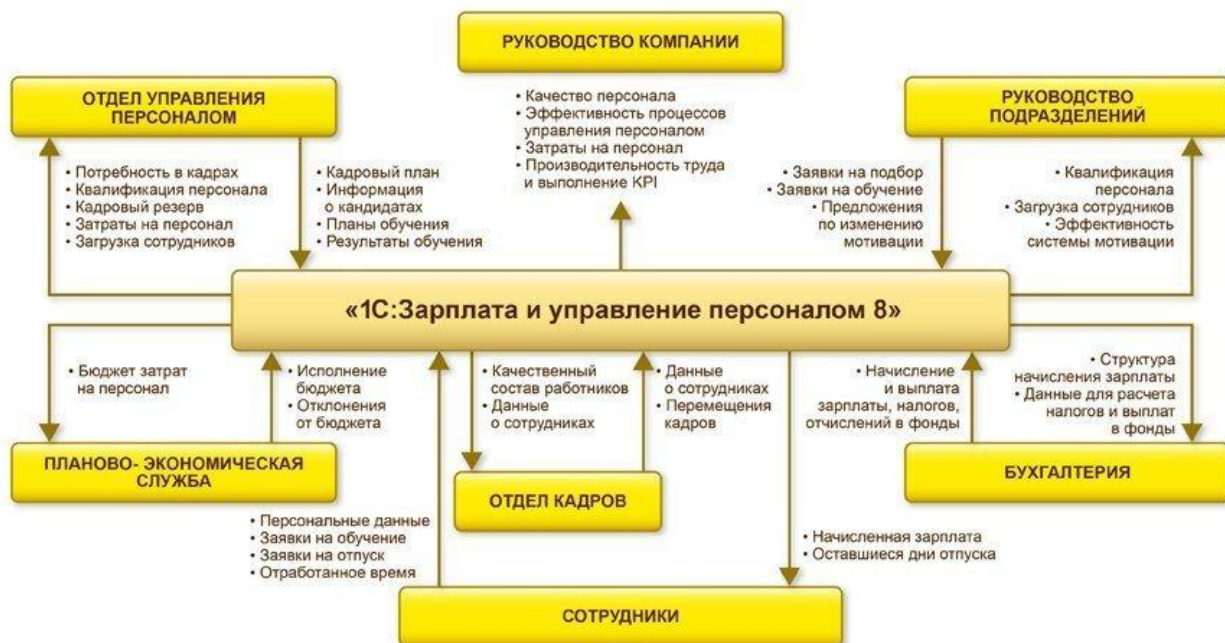 РУКОВОДСТВО КОМПАНИИ
• Качество персонала
• Эффективность процессов
управления персоналом
• Затраты на персонал
• Производительность труда
и выполнение KPI
ОТДЕЛ УПРАВЛЕНИЯ
ПЕРСОНАЛОМ
• Потребность в кадрах
• Квалификация персонала
• Кадровый резерв
• Затраты на персонал
• Загрузка сотрудников
• Кадровый план
• Информация
о кандидатах
• Планы обучения
• Результаты обучения
РУКОВОДСТВО
ПОДРАЗДЕЛЕНИЙ
• Заявки на подбор
• Заявки на обучение
• Предложения
по изменению
мотивации
• Квалификация
персонала
• Загрузка сотрудников
• Эффективность
системы мотивации
«1С:Зарплата и управление персоналом 8»
• Бюджет затрат
на персонал
• Исполнение
бюджета
• Отклонения
от бюджета
ПЛАНОВО- ЭКОНОМИЧЕСКАЯ
СЛУЖБА
• Качественный
состав работников
• Данные
о сотрудниках
• Данные
о сотрудниках
• Перемещения
кадров
ОТДЕЛ КАДРОВ
• Начисление
и выплата
зарплаты, налогов,
отчислений в фонды
• Структура
начисления зарплаты
• Данные для расчета
налогов и выплат
в фонды
БУХГАЛТЕРИЯ
• Персональные данные
• Заявки на обучение
• Заявки на отпуск
• Отработанное время
• Начисленная зарплата
• Оставшиеся дни отпуска
СОТРУДНИКИ